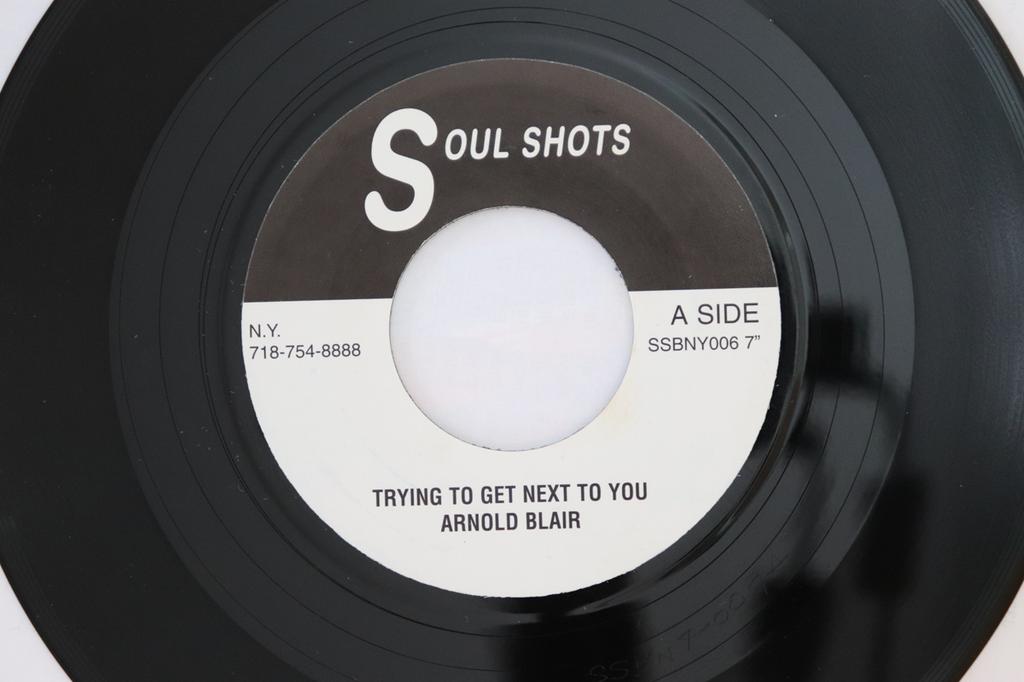 SOUL SHOTS
N.Y.
718-754-8888
A SIDE
SSBNY006 7”
TRYING TO GET NEXT TO YOU
ARNOLD BLAIR